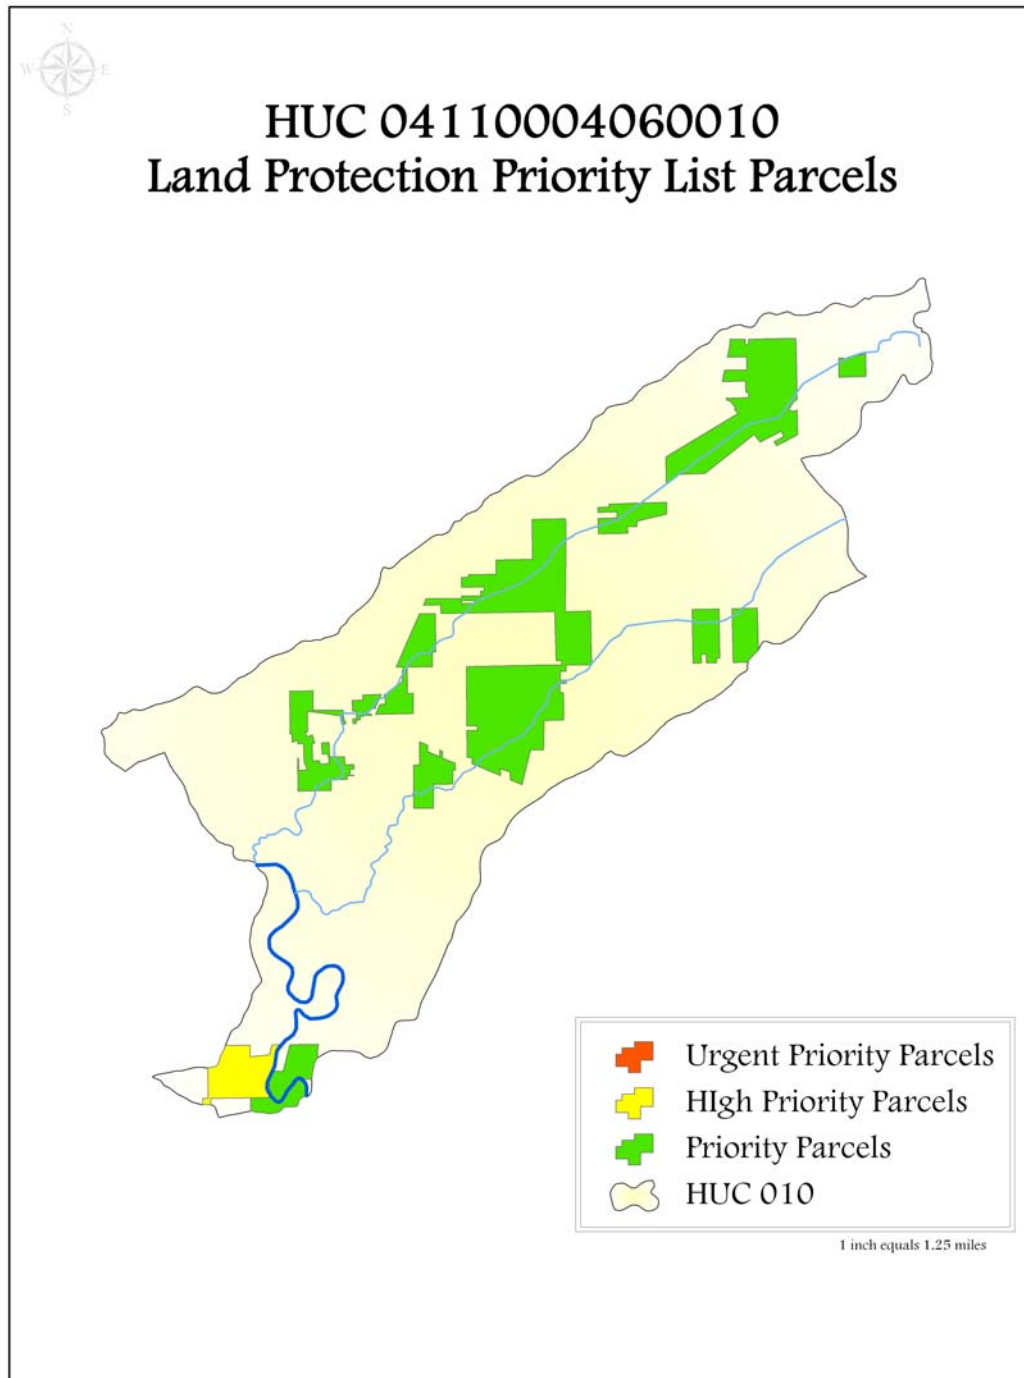 N
W E
S
HUC 04110004060010
Land Protection Priority List Parcels
Urgent Priority Parcels
HIgh Priority Parcels
Priority Parcels
HUC 010
1 inch equals 1.25 miles